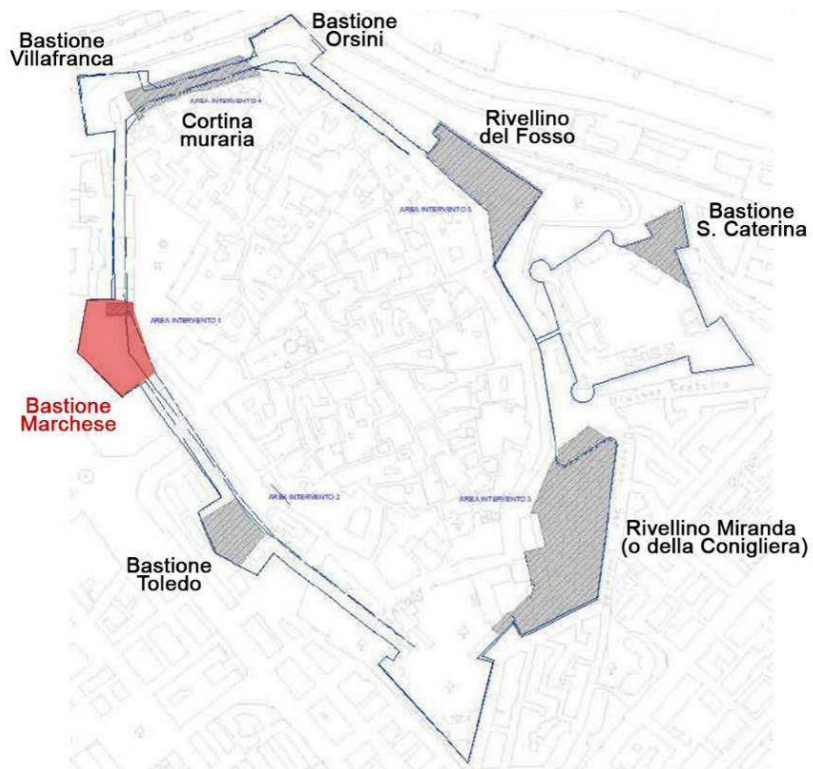 Bastione
Villafranca
Bastione
Orsini
AREA INTERVENTO 4
Cortina
muraria
Rivellino
del Fosso
AREA INTERVENTO 5
Bastione
S. Caterina
AREA INTERVENTO 1
Bastione
Marchese
AREA INTERVENTO 2
AREA INTERVENTO 3
Bastione
Toledo
Rivellino Miranda
(o della Conigliera)